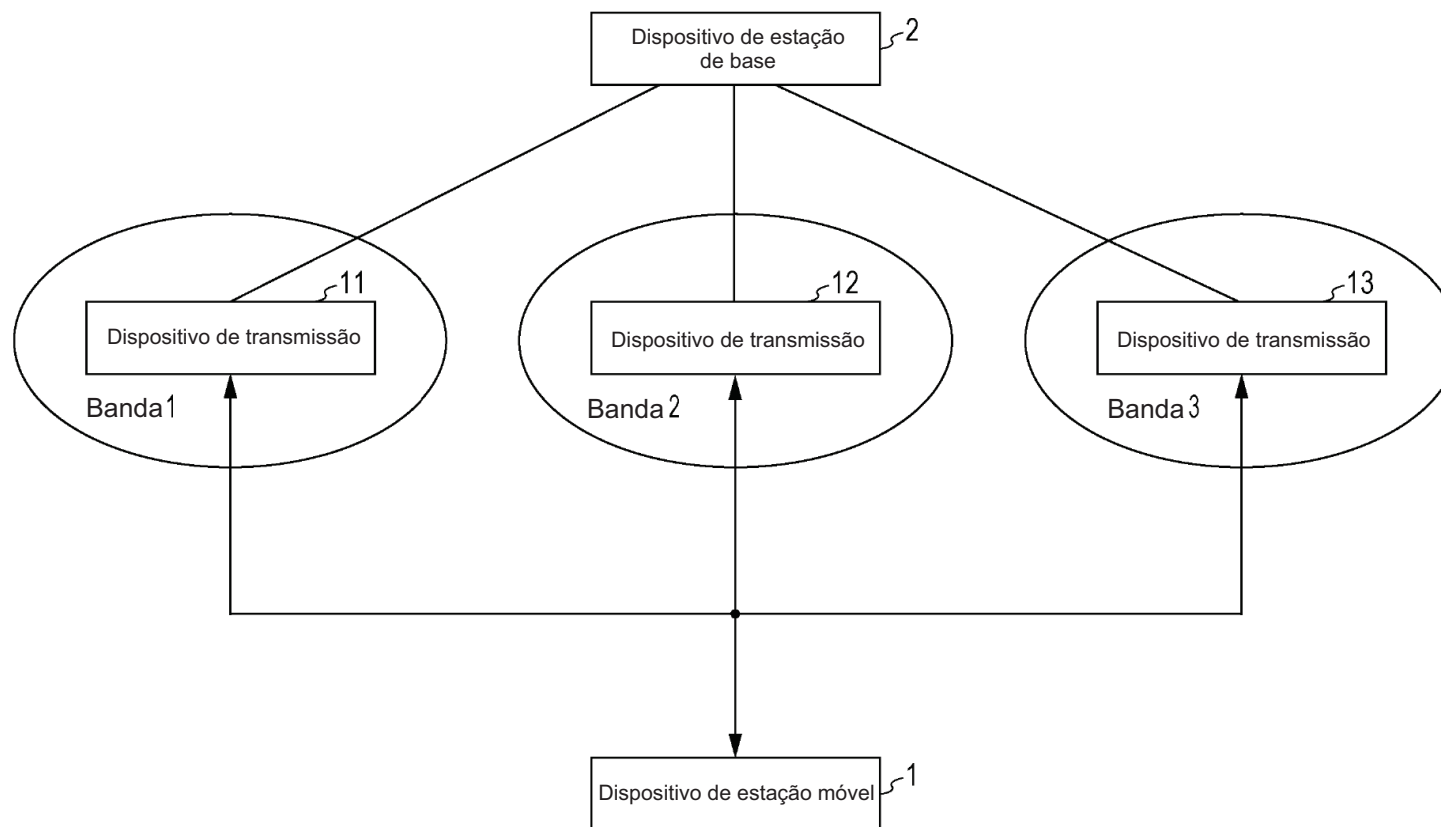 Dispositivo de estação
de base
2
11
12
13
Dispositivo de transmissão
Dispositivo de transmissão
Dispositivo de transmissão
Banda 1
Banda 2
Banda 3
Dispositivo de estação móvel
1